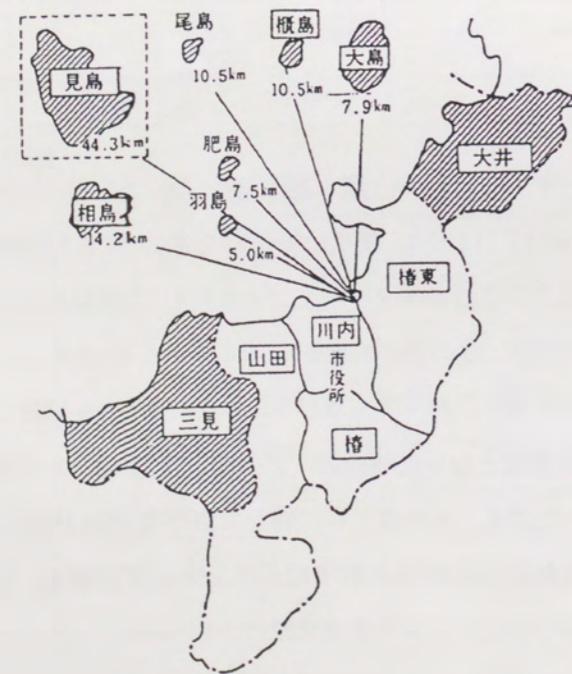 尾島
櫃島
大島
見島
10.5km
10.5km
7.9km
44.3km
肥島
7.5km
大井
相島
羽島
14.2km
5.0km
椿東
川内
山田
市役所
三見
椿